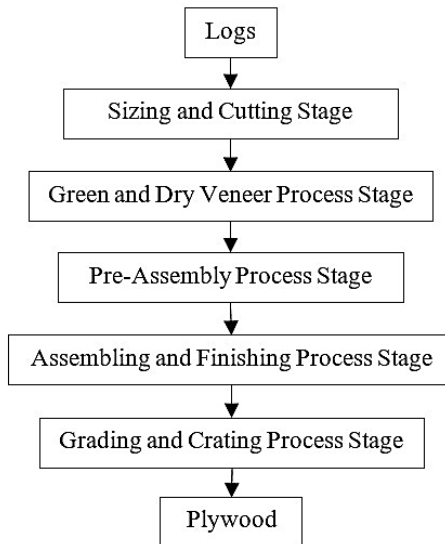 Logs
Sizing and Cutting Stage
Green and Dry Veneer Process Stage
Pre-Assembly Process Stage
Assembling and Finishing Process Stage
Grading and Crating Process Stage
Plywood